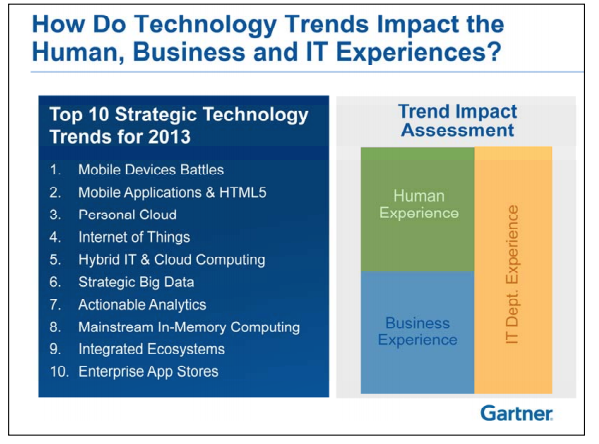 How Do Technology Trends Impact the
Human, Business and IT Experiences?
Top 10 Strategic Technology
Trends for 2013
1. Mobile Devices Battles
2. Mobile Applications & HTML5
3. Personal Cloud
4. Internet of Things
5. Hybrid IT & Cloud Computing
6. Strategic Big Data
7. Actionable Analytics
8. Mainstream In-Memory Computing
9. Integrated Ecosystems
10. Enterprise App Stores
Trend Impact
Assessment
Human
Experience
Business
Experience
IT Dept. Experience
Gartner